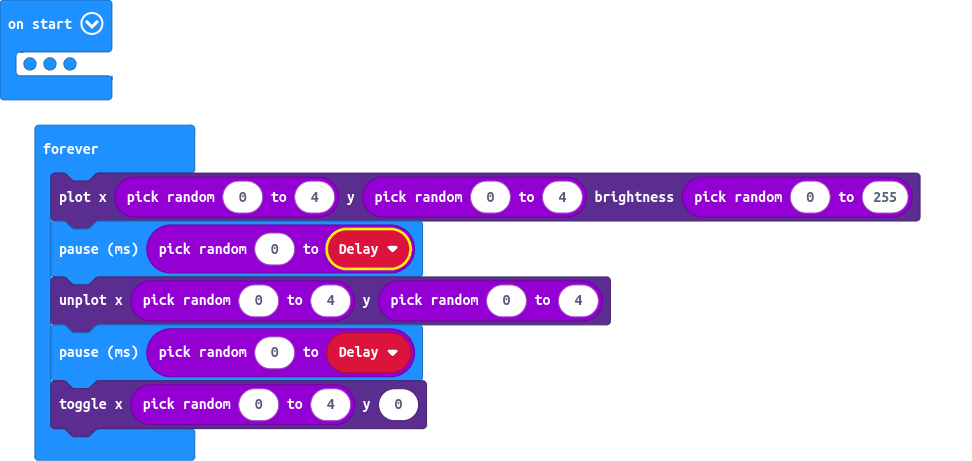 on start
forever
plot x pick random 0 to 4 y pick random 0 to 4 brightness pick random 0 to 255
pause (ms) pick random 0 to Delay
unplot x pick random 0 to 4 y pick random 0 to 4
pause (ms) pick random 0 to Delay
toggle x pick random 0 to 4 y 0